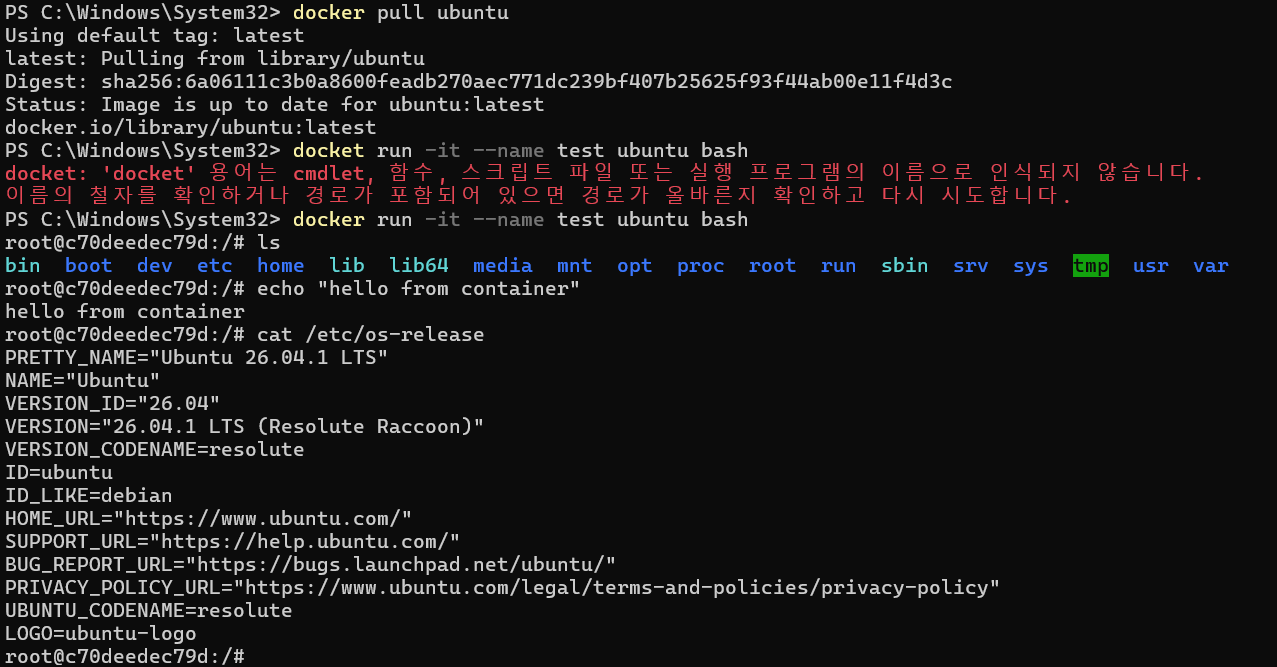 PS C:\Windows\System32> docker pull ubuntu
Using default tag: latest
latest: Pulling from library/ubuntu
Digest: sha256:6a06111c3b0a8600feadb270aec771dc239bf407b25625f93f44ab00e11f4d3c
Status: Image is up to date for ubuntu:latest
docker.io/library/ubuntu:latest
PS C:\Windows\System32> docket run -it --name test ubuntu bash
docket: 'docket' 용어는 cmdlet, 함수, 스크립트 파일 또는 실행 프로그램의 이름으로 인식되지 않습니다.
이름의 철자를 확인하거나 경로가 포함되어 있으면 경로가 올바른지 확인하고 다시 시도합니다.
PS C:\Windows\System32> docker run -it --name test ubuntu bash
root@c70deedec79d:/# ls
bin  boot  dev  etc  home  lib  lib64  media  mnt  opt  proc  root  run  sbin  srv  sys  tmp  usr  var
root@c70deedec79d:/# echo "hello from container"
hello from container
root@c70deedec79d:/# cat /etc/os-release
PRETTY_NAME="Ubuntu 26.04.1 LTS"
NAME="Ubuntu"
VERSION_ID="26.04"
VERSION="26.04.1 LTS (Resolute Raccoon)"
VERSION_CODENAME=resolute
ID=ubuntu
ID_LIKE=debian
HOME_URL="https://www.ubuntu.com/"
SUPPORT_URL="https://help.ubuntu.com/"
BUG_REPORT_URL="https://bugs.launchpad.net/ubuntu/"
PRIVACY_POLICY_URL="https://www.ubuntu.com/legal/terms-and-policies/privacy-policy"
UBUNTU_CODENAME=resolute
LOGO=ubuntu-logo
root@c70deedec79d:/#